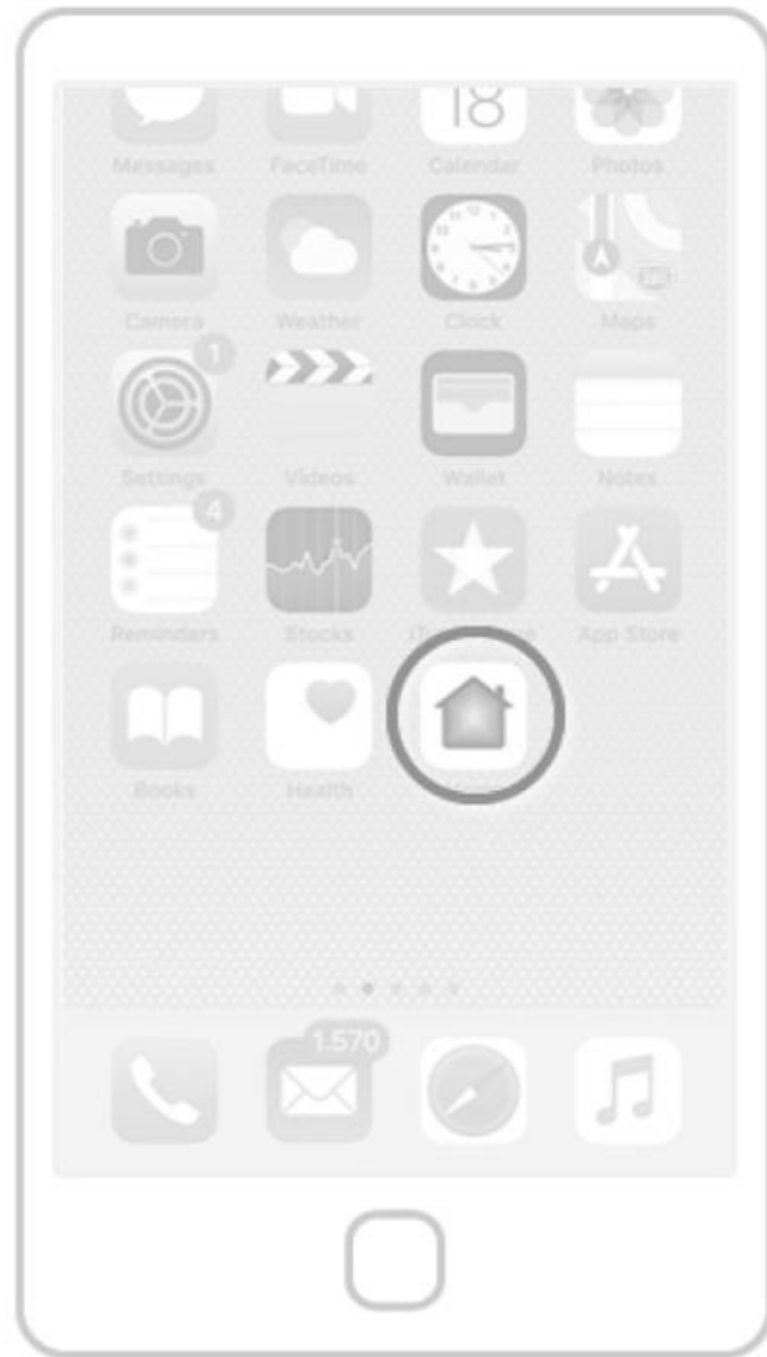 18
Messages FaceTime Calendar Photos
Camera Weather Clock Maps
1
Settings Videos Wallet Notes
4
Reminders Stocks App Store
Books Health
1.570